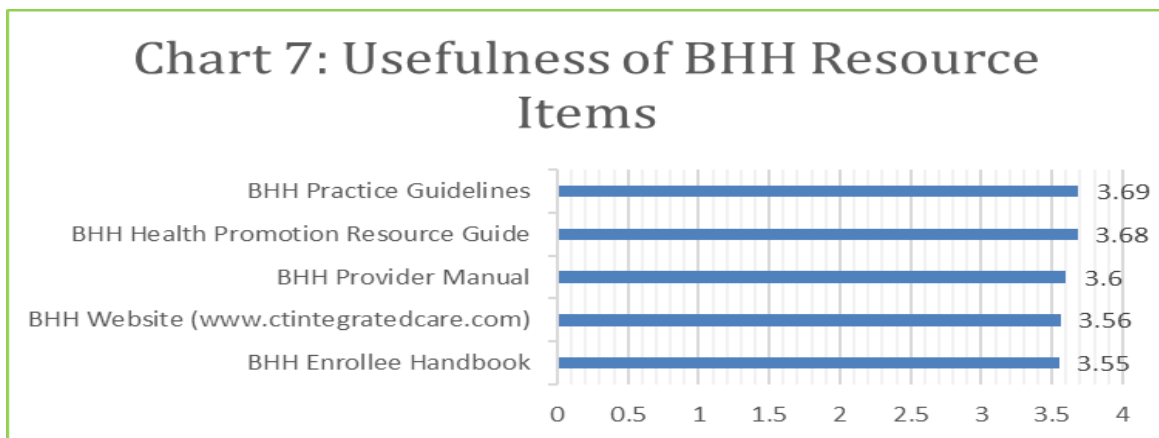 Chart 7: Usefulness of BHH Resource
Items
BHH Practice Guidelines 3.69
BHH Health Promotion Resource Guide 3.68
BHH Provider Manual 3.6
BHH Website (www.ctintegratedcare.com) 3.56
BHH Enrollee Handbook 3.55
0 0.5 1 1.5 2 2.5 3 3.5 4